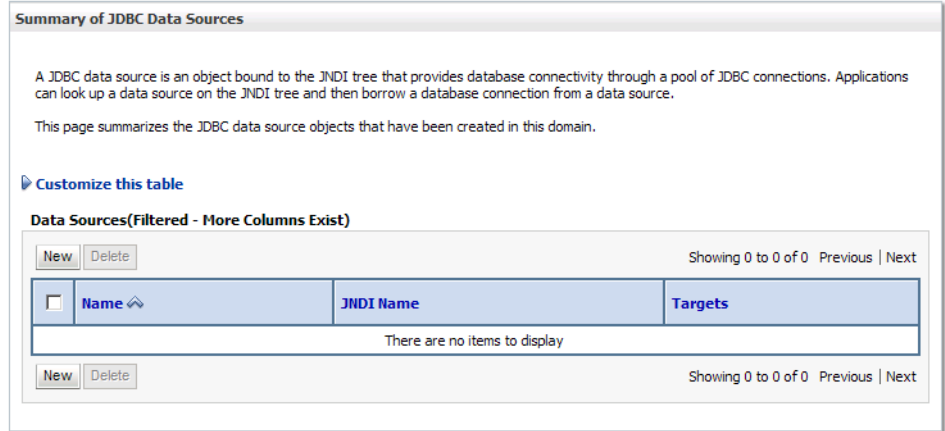 Summary of JDBC Data Sources
A JDBC data source is an object bound to the JNDI tree that provides database connectivity through a pool of JDBC connections. Applications
can look up a data source on the JNDI tree and then borrow a database connection from a data source.
This page summarizes the JDBC data source objects that have been created in this domain.
Customize this table
Data Sources(Filtered - More Columns Exist)
New Delete Showing 0 to 0 of 0 Previous | Next
Name JNDI Name Targets
There are no items to display
New Delete Showing 0 to 0 of 0 Previous | Next